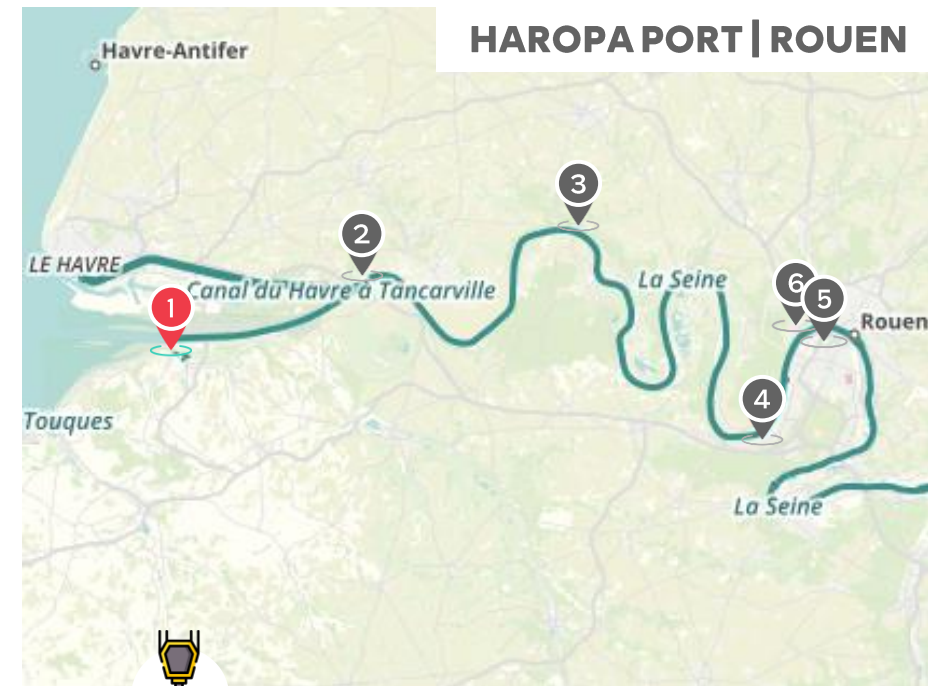 HAROPA PORT | ROUEN
Havre-Antifer
3
2
LE HAVRE
Canal du Havre à Tancarville
La Seine
1
6
5
Rouen
4
Touques
La Seine